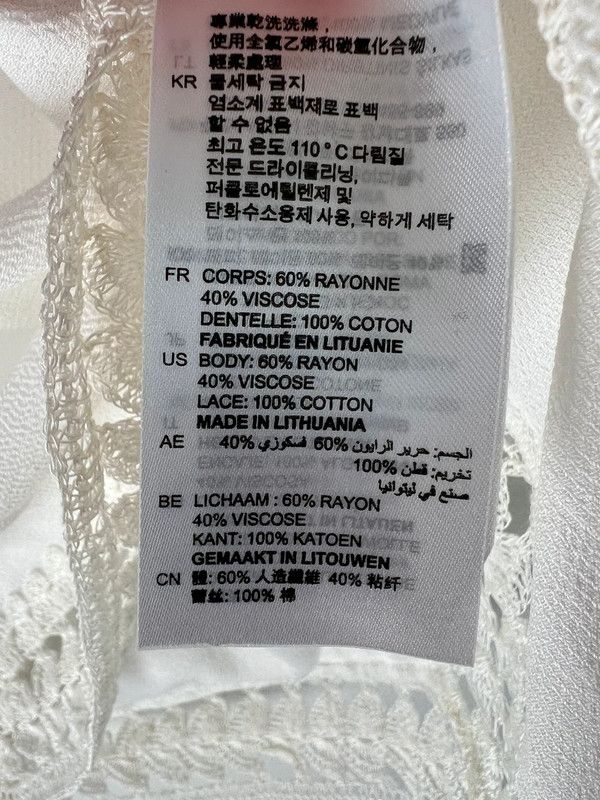 專業乾洗洗滌，
使用全氯乙烯和碳氫化合物，
輕柔處理
KR 물세탁 금지
염소계 표백제로 표백
할 수 없음
최고 온도 110°C 다림질
전문 드라이클리닝,
퍼클로에틸렌제 및
탄화수소용제 사용, 약하게 세탁
FR CORPS: 60% RAYONNE
40% VISCOSE
DENTELLE: 100% COTON
FABRIQUÉ EN LITUANIE
US BODY: 60% RAYON
40% VISCOSE
LACE: 100% COTTON
MADE IN LITHUANIA
AE الجسم: حرير الرايون 60% فسكوزي 40%
تخريم: قطن 100%
صنع في ليتوانيا
BE LICHAAM : 60% RAYON
40% VISCOSE
KANT: 100% KATOEN
GEMAAKT IN LITOUWEN
CN 體: 60% 人造纖維 40% 粘纤
蕾丝: 100% 棉